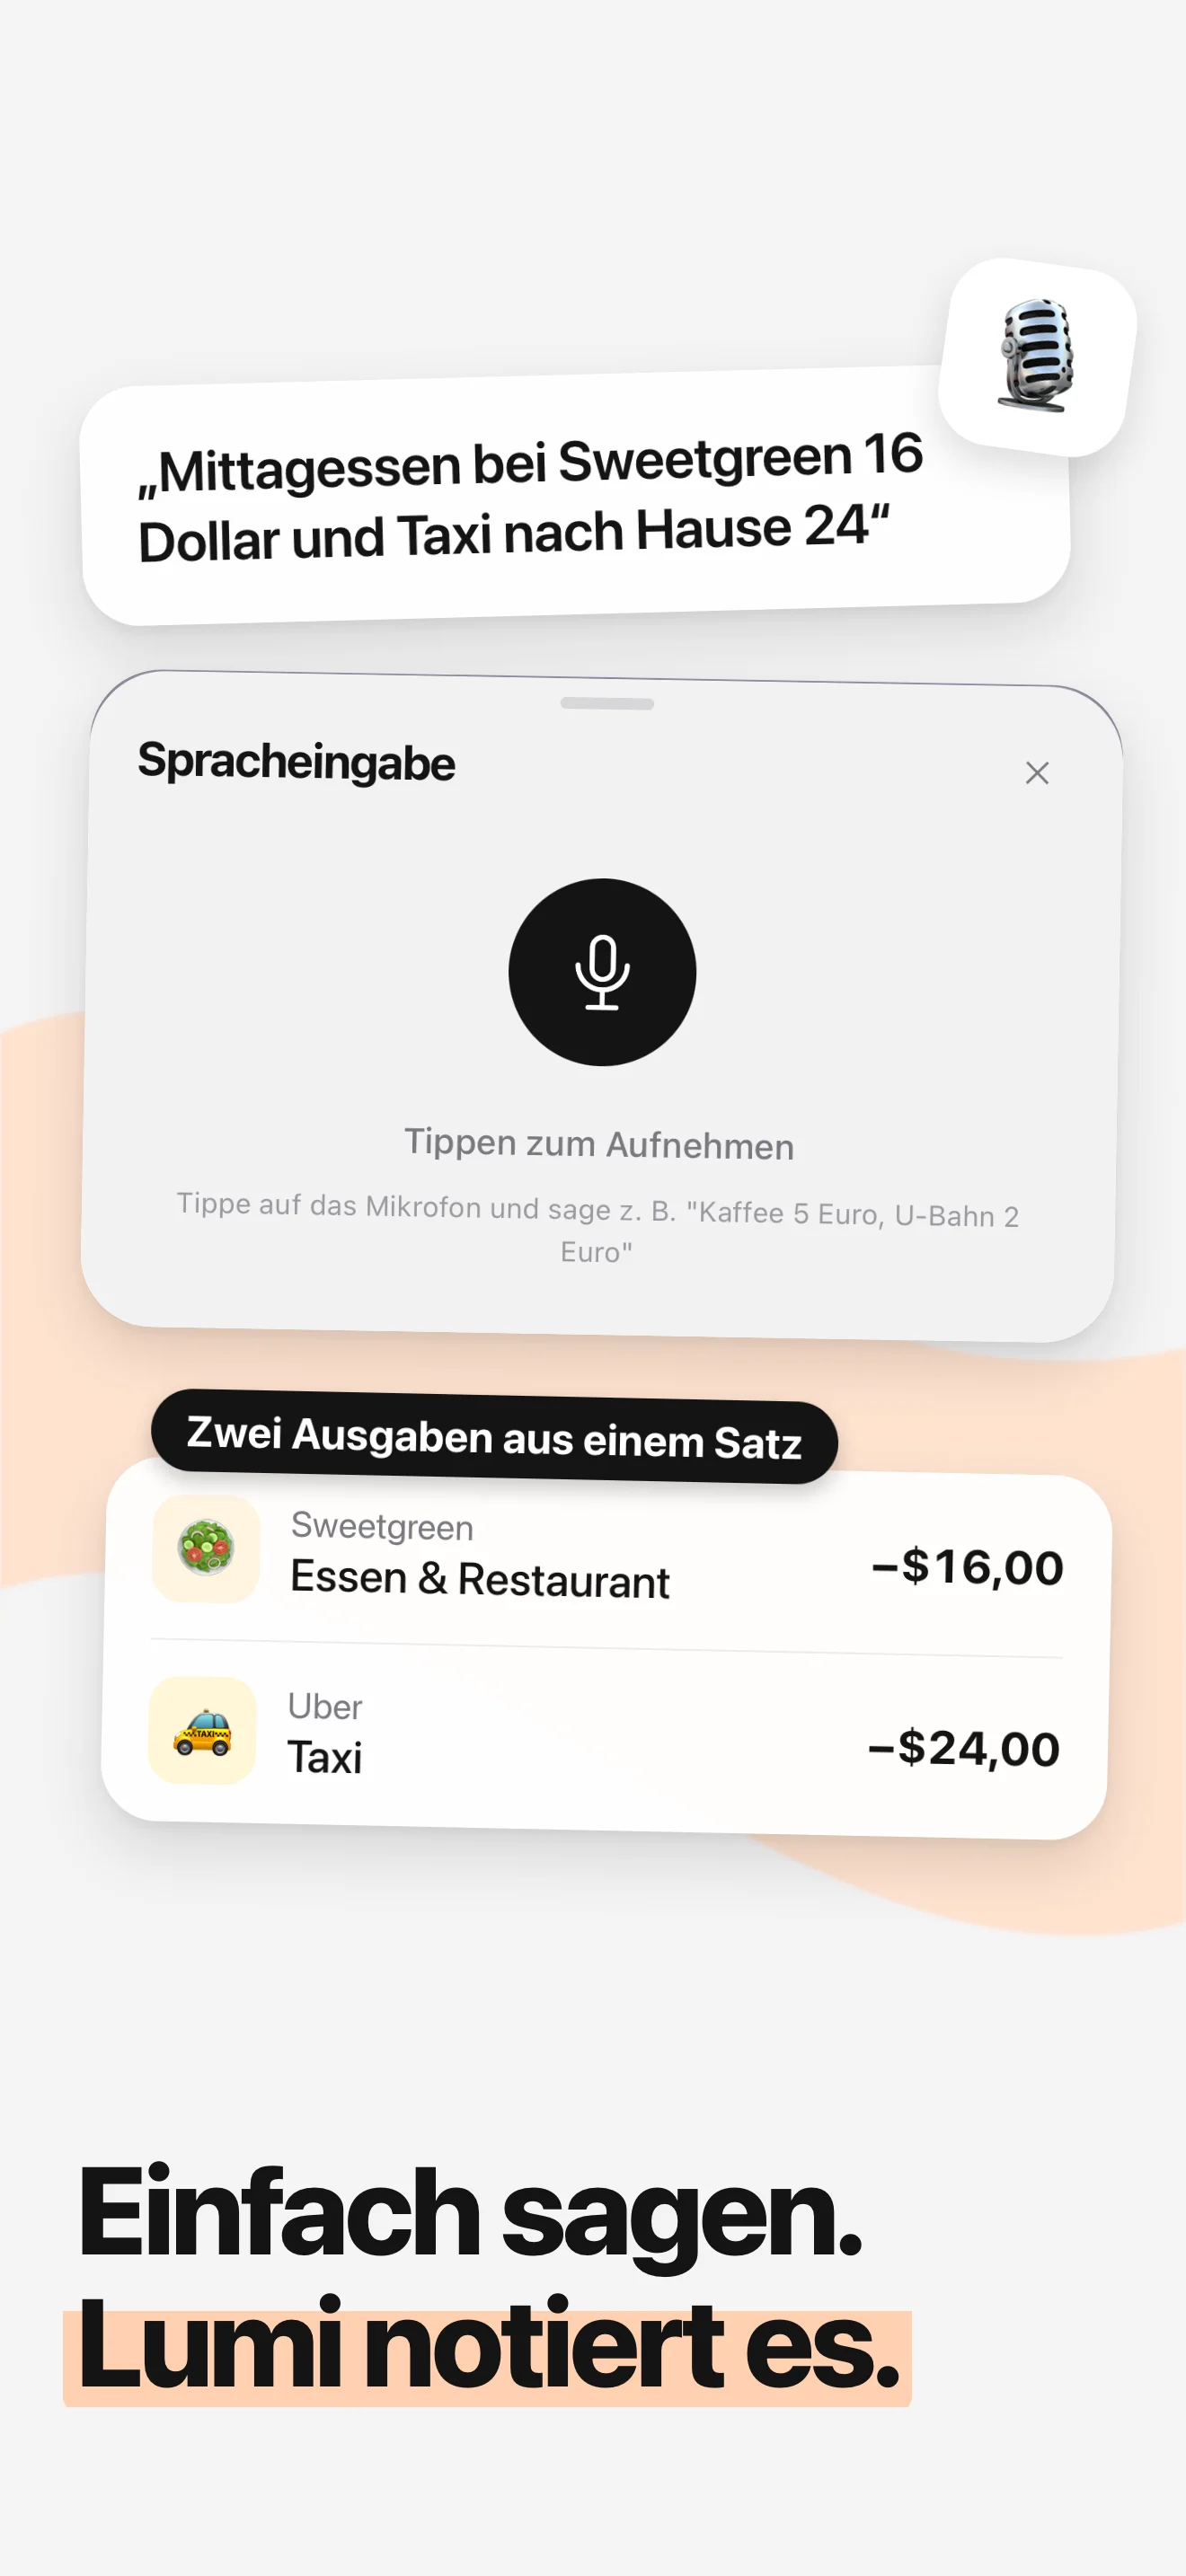 „Mittagessen bei Sweetgreen 16
Dollar und Taxi nach Hause 24“
Spracheingabe
Tippen zum Aufnehmen
Tippe auf das Mikrofon und sage z. B. "Kaffee 5 Euro, U-Bahn 2
Euro"
Zwei Ausgaben aus einem Satz
Sweetgreen
Essen & Restaurant
–$16,00
TAXI
Uber
Taxi
–$24,00
Einfach sagen.
Lumi notiert es.